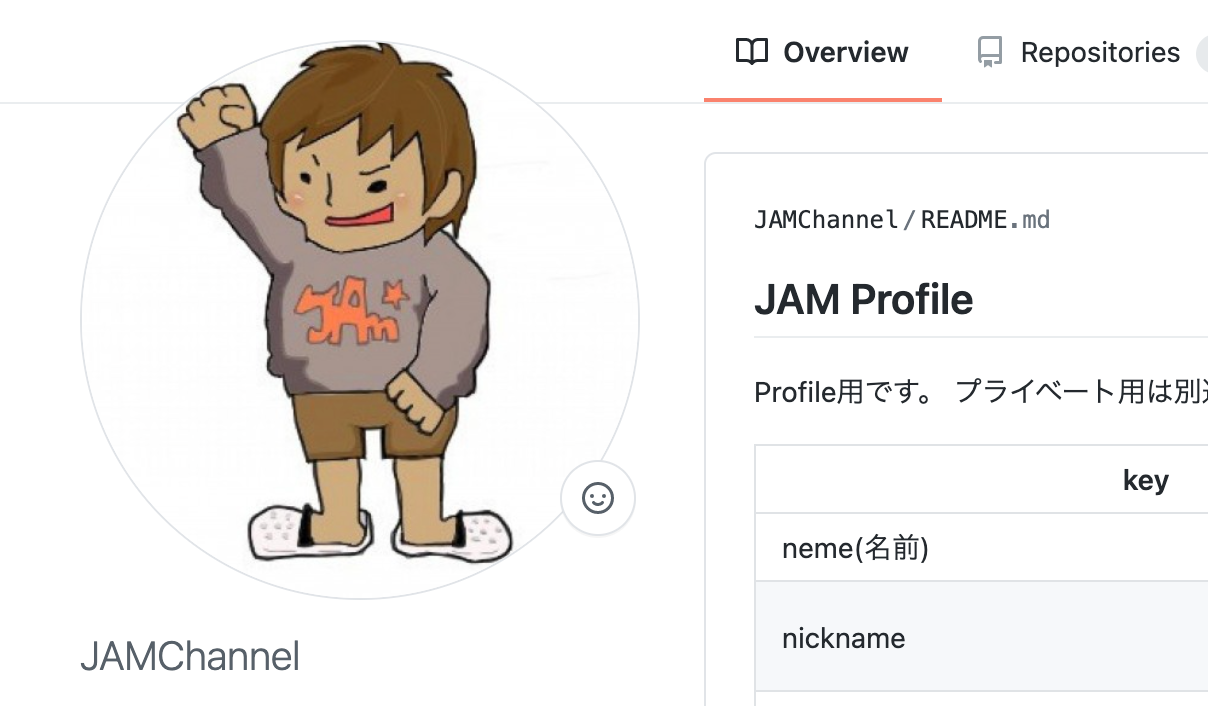 Overview
Repositories
JAm
JAMChannel/README.md
JAM Profile
Profile用です。 プライベート用は別
key
neme(名前)
nickname
JAMChannel